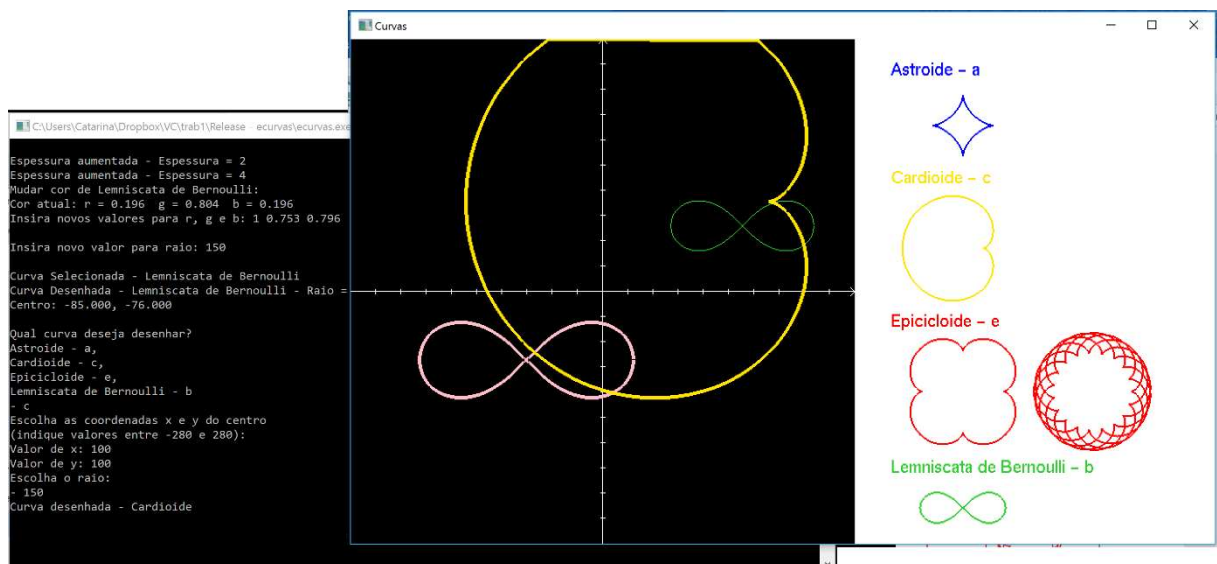 Curvas
C:\Users\Catarina\Dropbox\VC\trab1\Release - ecurvas\ecurvas.exe
Espessura aumentada - Espessura = 2
Espessura aumentada - Espessura = 4
Mudar cor de Lemniscata de Bernoulli:
Cor atual: r = 0.196  g = 0.804  b = 0.196
Insira novos valores para r, g e b: 1 0.753 0.796
Insira novo valor para raio: 150
Curva Selecionada - Lemniscata de Bernoulli
Curva Desenhada - Lemniscata de Bernoulli - Raio =
Centro: -85.000, -76.000
Qual curva deseja desenhar?
Astroide - a,
Cardioide - c,
Epicicloide - e,
Lemniscata de Bernoulli - b
- c
Escolha as coordenadas x e y do centro
(indique valores entre -280 e 280):
Valor de x: 100
Valor de y: 100
Escolha o raio:
- 150
Curva desenhada - Cardioide
Astroide - a
Cardioide - c
Epicicloide - e
Lemniscata de Bernoulli - b